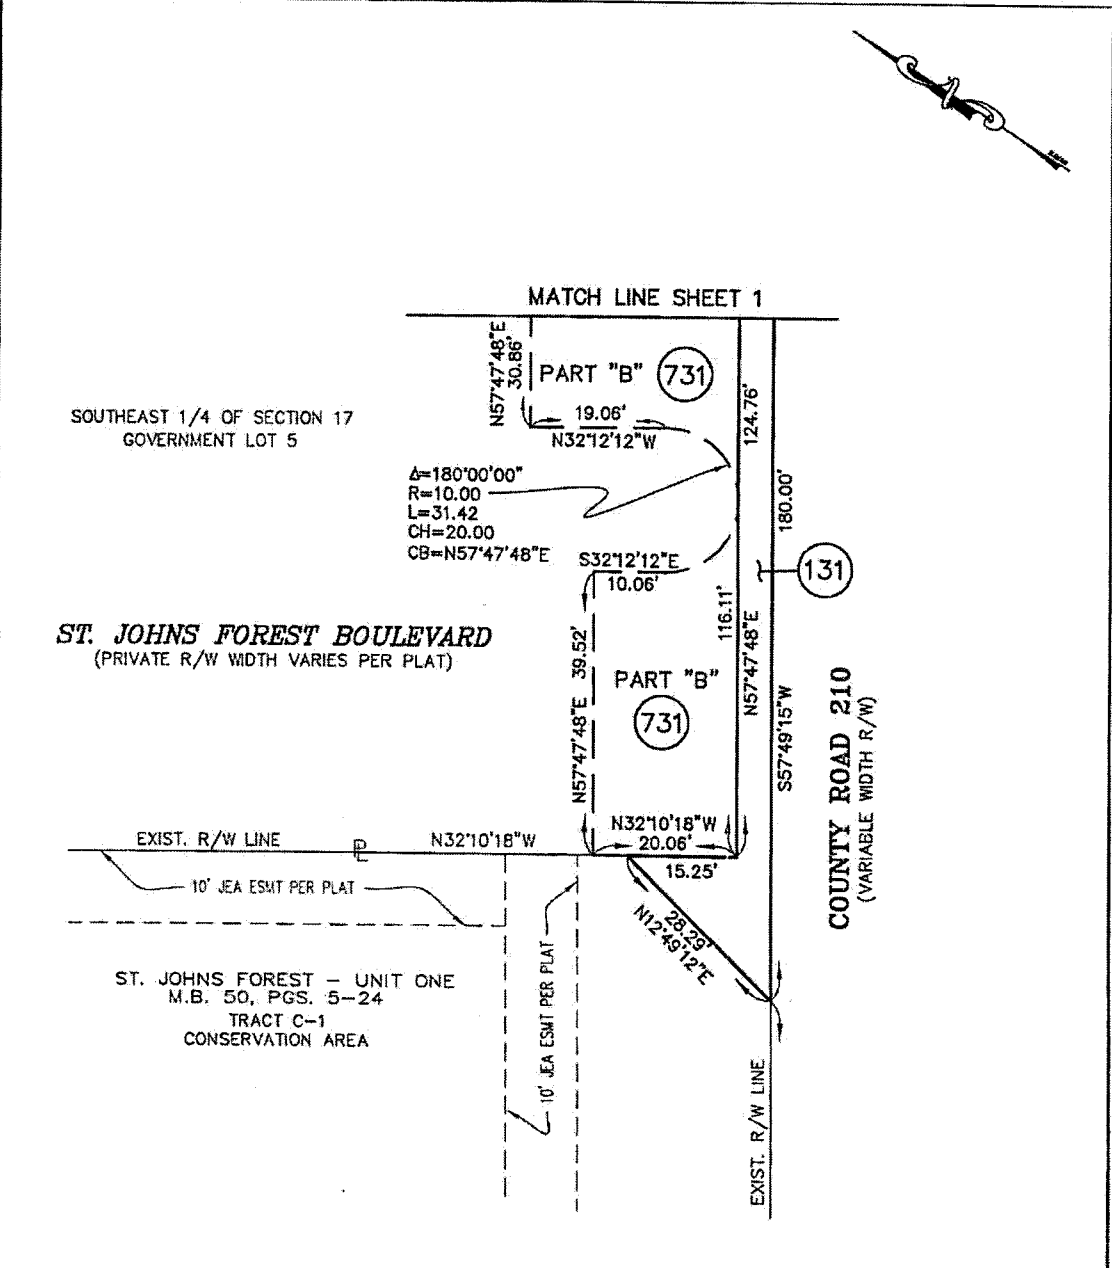 MATCH LINE SHEET 1
N57°47'48"E
30.86'
PART "B" 731
19.06'
N32°12'12"W
124.76'
SOUTHEAST 1/4 OF SECTION 17
GOVERNMENT LOT 5
Δ=180°00'00"
R=10.00
L=31.42
CH=20.00
CB=N57°47'48"E
180.00'
S32°12'12"E
10.06'
131
116.11'
N57°47'48"E
ST. JOHNS FOREST BOULEVARD
(PRIVATE R/W WIDTH VARIES PER PLAT)
N57°47'48"E 39.52'
PART "B"
731
S57°49'15"W
COUNTY ROAD 210
(VARIABLE WIDTH R/W)
EXIST. R/W LINE
N32°10'18"W
N32°10'18"W
20.06'
15.25'
10' JEA ESMT PER PLAT
28.29'
N12°49'12"E
10' JEA ESMT PER PLAT
ST. JOHNS FOREST – UNIT ONE
M.B. 50, PGS. 5–24
TRACT C–1
CONSERVATION AREA
EXIST. R/W LINE